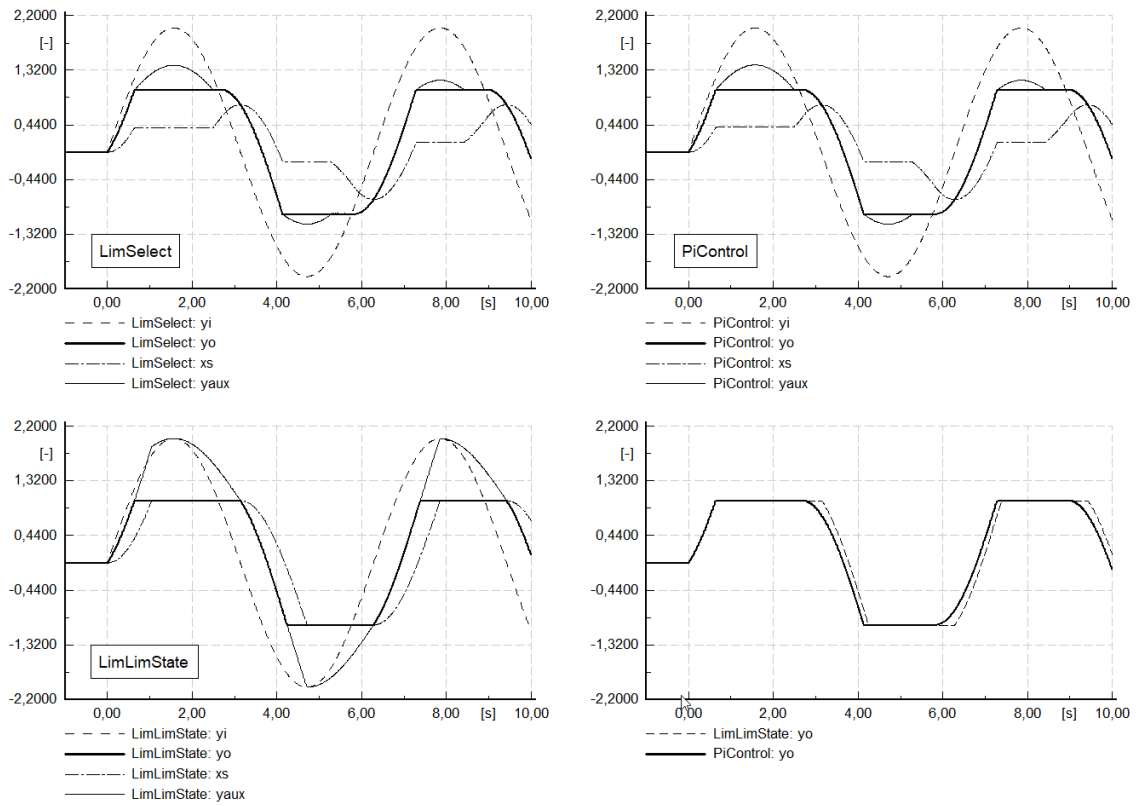 2,2000
[-]
1,3200
0,4400
-0,4400
-1,3200
-2,2000
LimSelect
0,00 2,00 4,00 6,00 8,00 [s] 10,00
LimSelect: yi
LimSelect: yo
LimSelect: xs
LimSelect: yaux
2,2000
[-]
1,3200
0,4400
-0,4400
-1,3200
-2,2000
PiControl
0,00 2,00 4,00 6,00 8,00 [s] 10,00
PiControl: yi
PiControl: yo
PiControl: xs
PiControl: yaux
2,2000
[-]
1,3200
0,4400
-0,4400
-1,3200
-2,2000
LimLimState
0,00 2,00 4,00 6,00 8,00 [s] 10,00
LimLimState: yi
LimLimState: yo
LimLimState: xs
LimLimState: yaux
2,2000
[-]
1,3200
0,4400
-0,4400
-1,3200
-2,2000
0,00 2,00 4,00 6,00 8,00 [s] 10,00
LimLimState: yo
PiControl: yo